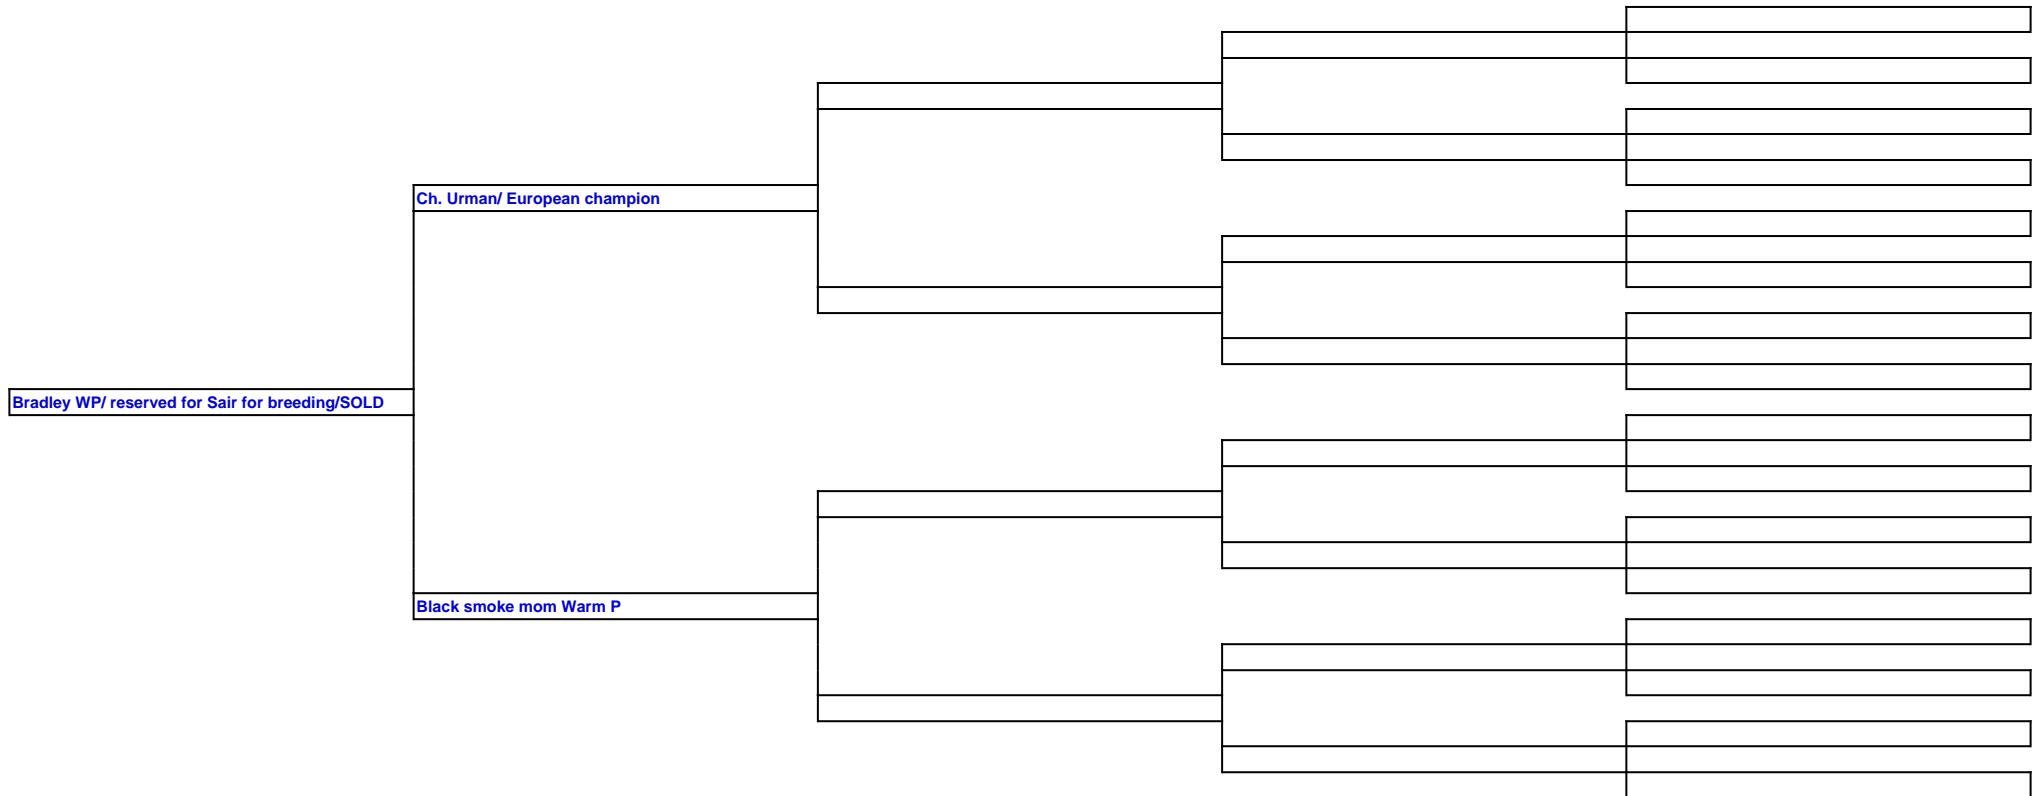 Ch. Urman/ European champion
Bradley WP/ reserved for Sair for breeding/SOLD
Black smoke mom Warm P